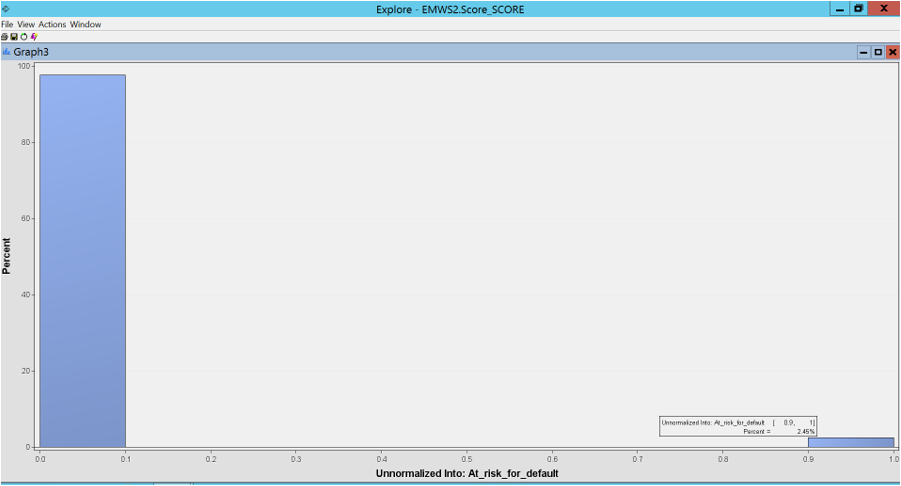 Explore - EMWS2.Score_SCORE
File View Actions Window
Graph3
100
80
60
40
20
0
Percent
Unnormalized Into: At_risk_for_default [ 0.9, 1]
Percent = 2.45%
0.0 0.1 0.2 0.3 0.4 0.5 0.6 0.7 0.8 0.9 1.0
Unnormalized Into: At_risk_for_default